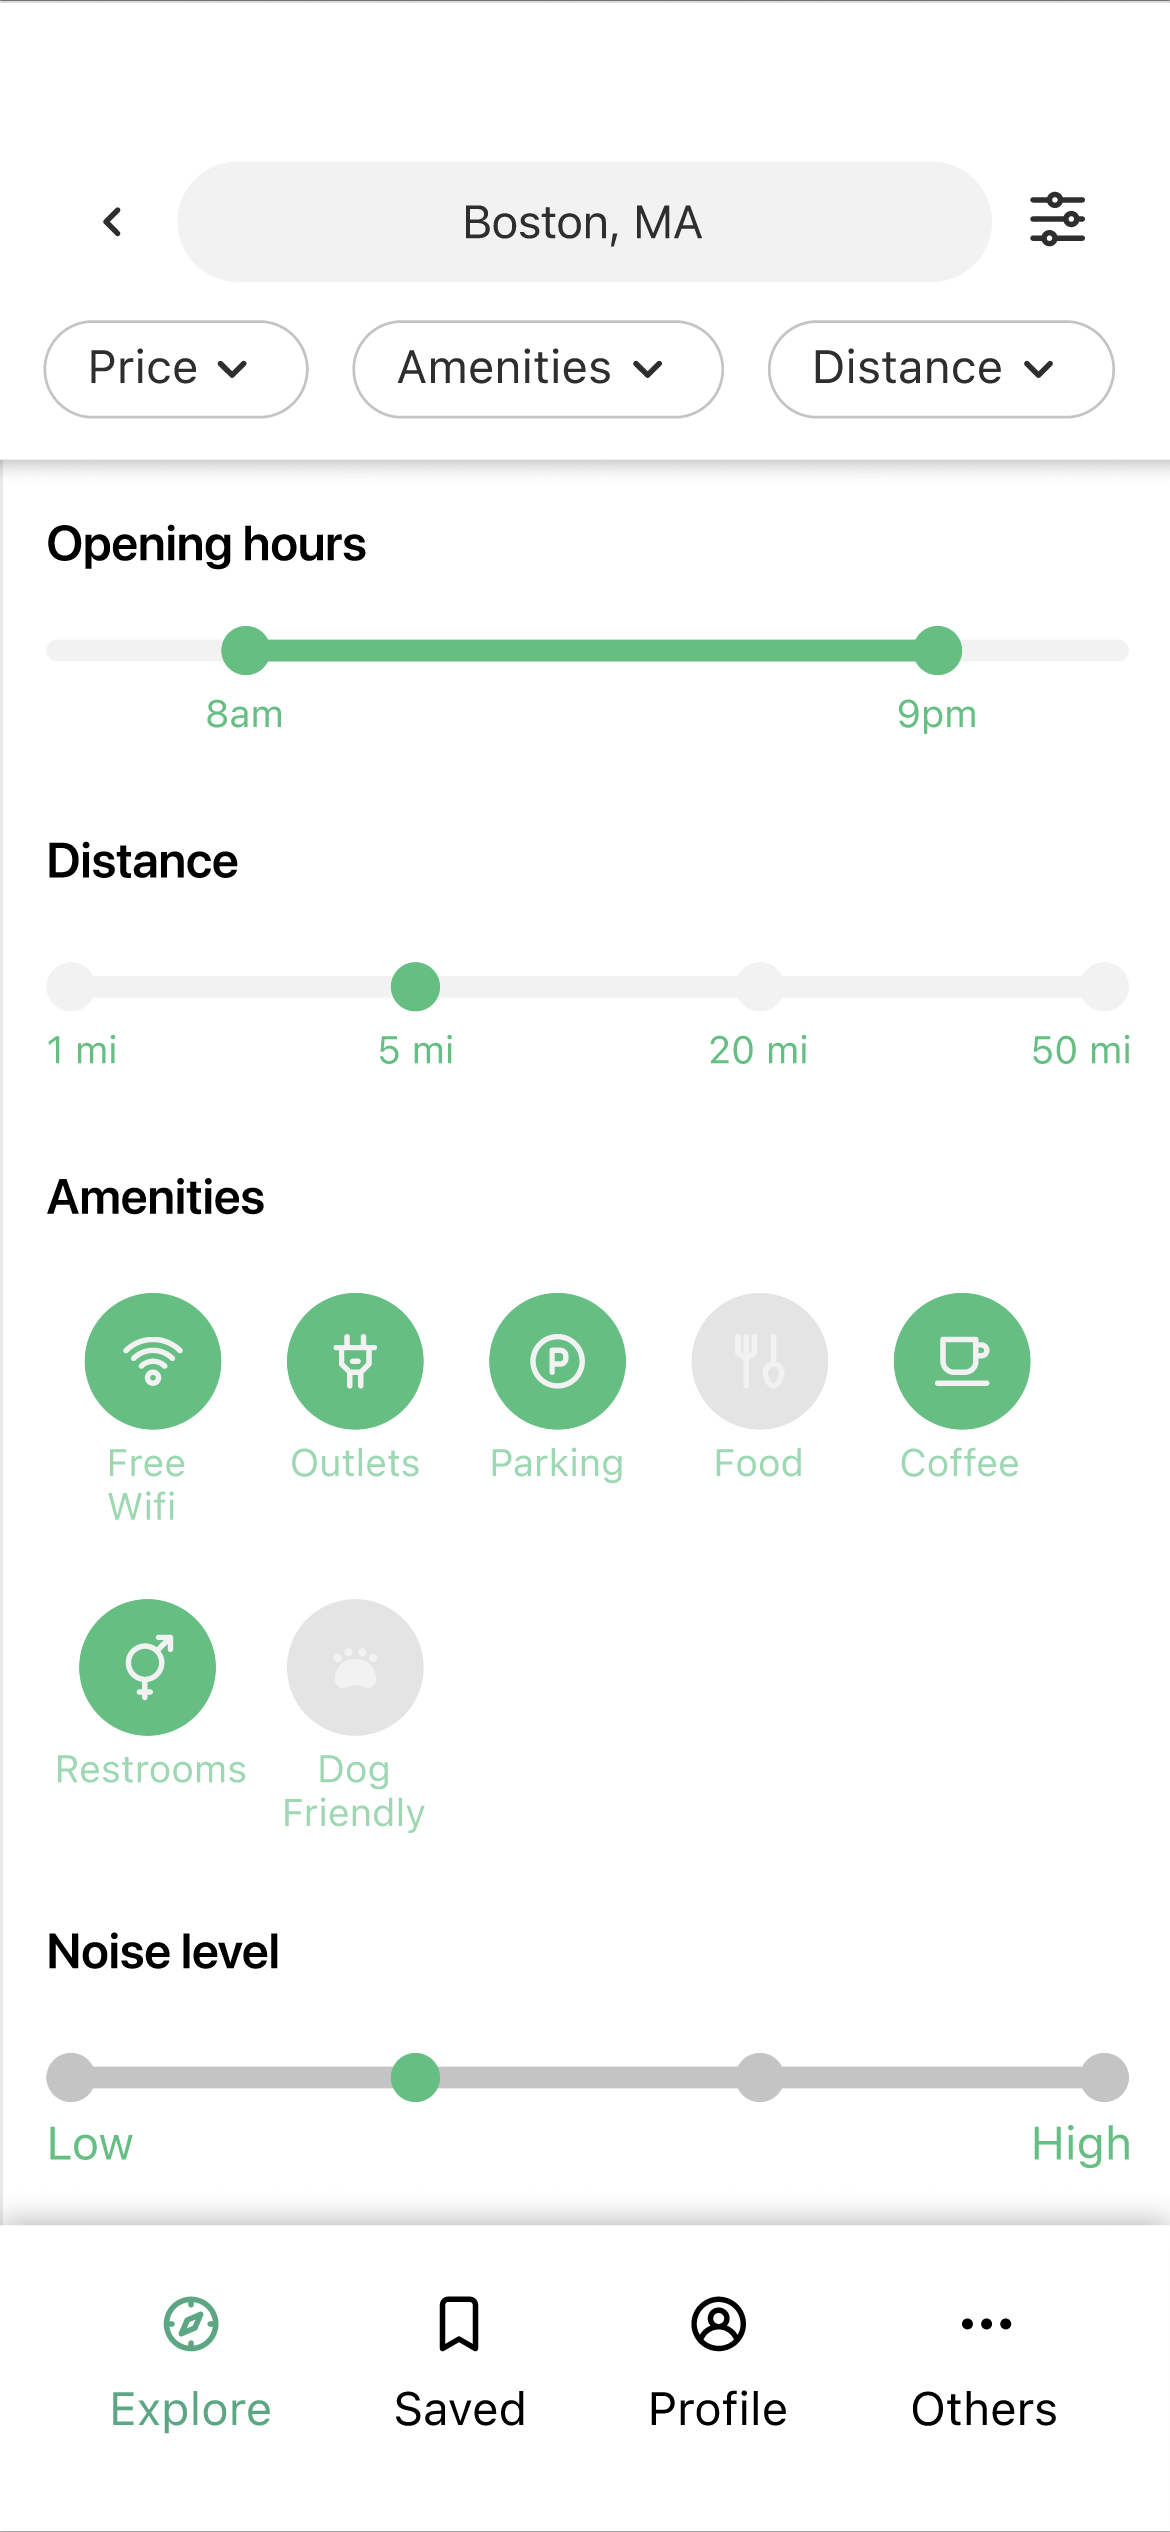 Boston, MA
Price
Amenities
Distance
Opening hours
8am
9pm
Distance
1 mi
5 mi
20 mi
50 mi
Amenities
Free
Wifi
Outlets
P
Parking
Food
Coffee
Restrooms
Dog
Friendly
Noise level
Low
High
Explore
Saved
Profile
Others